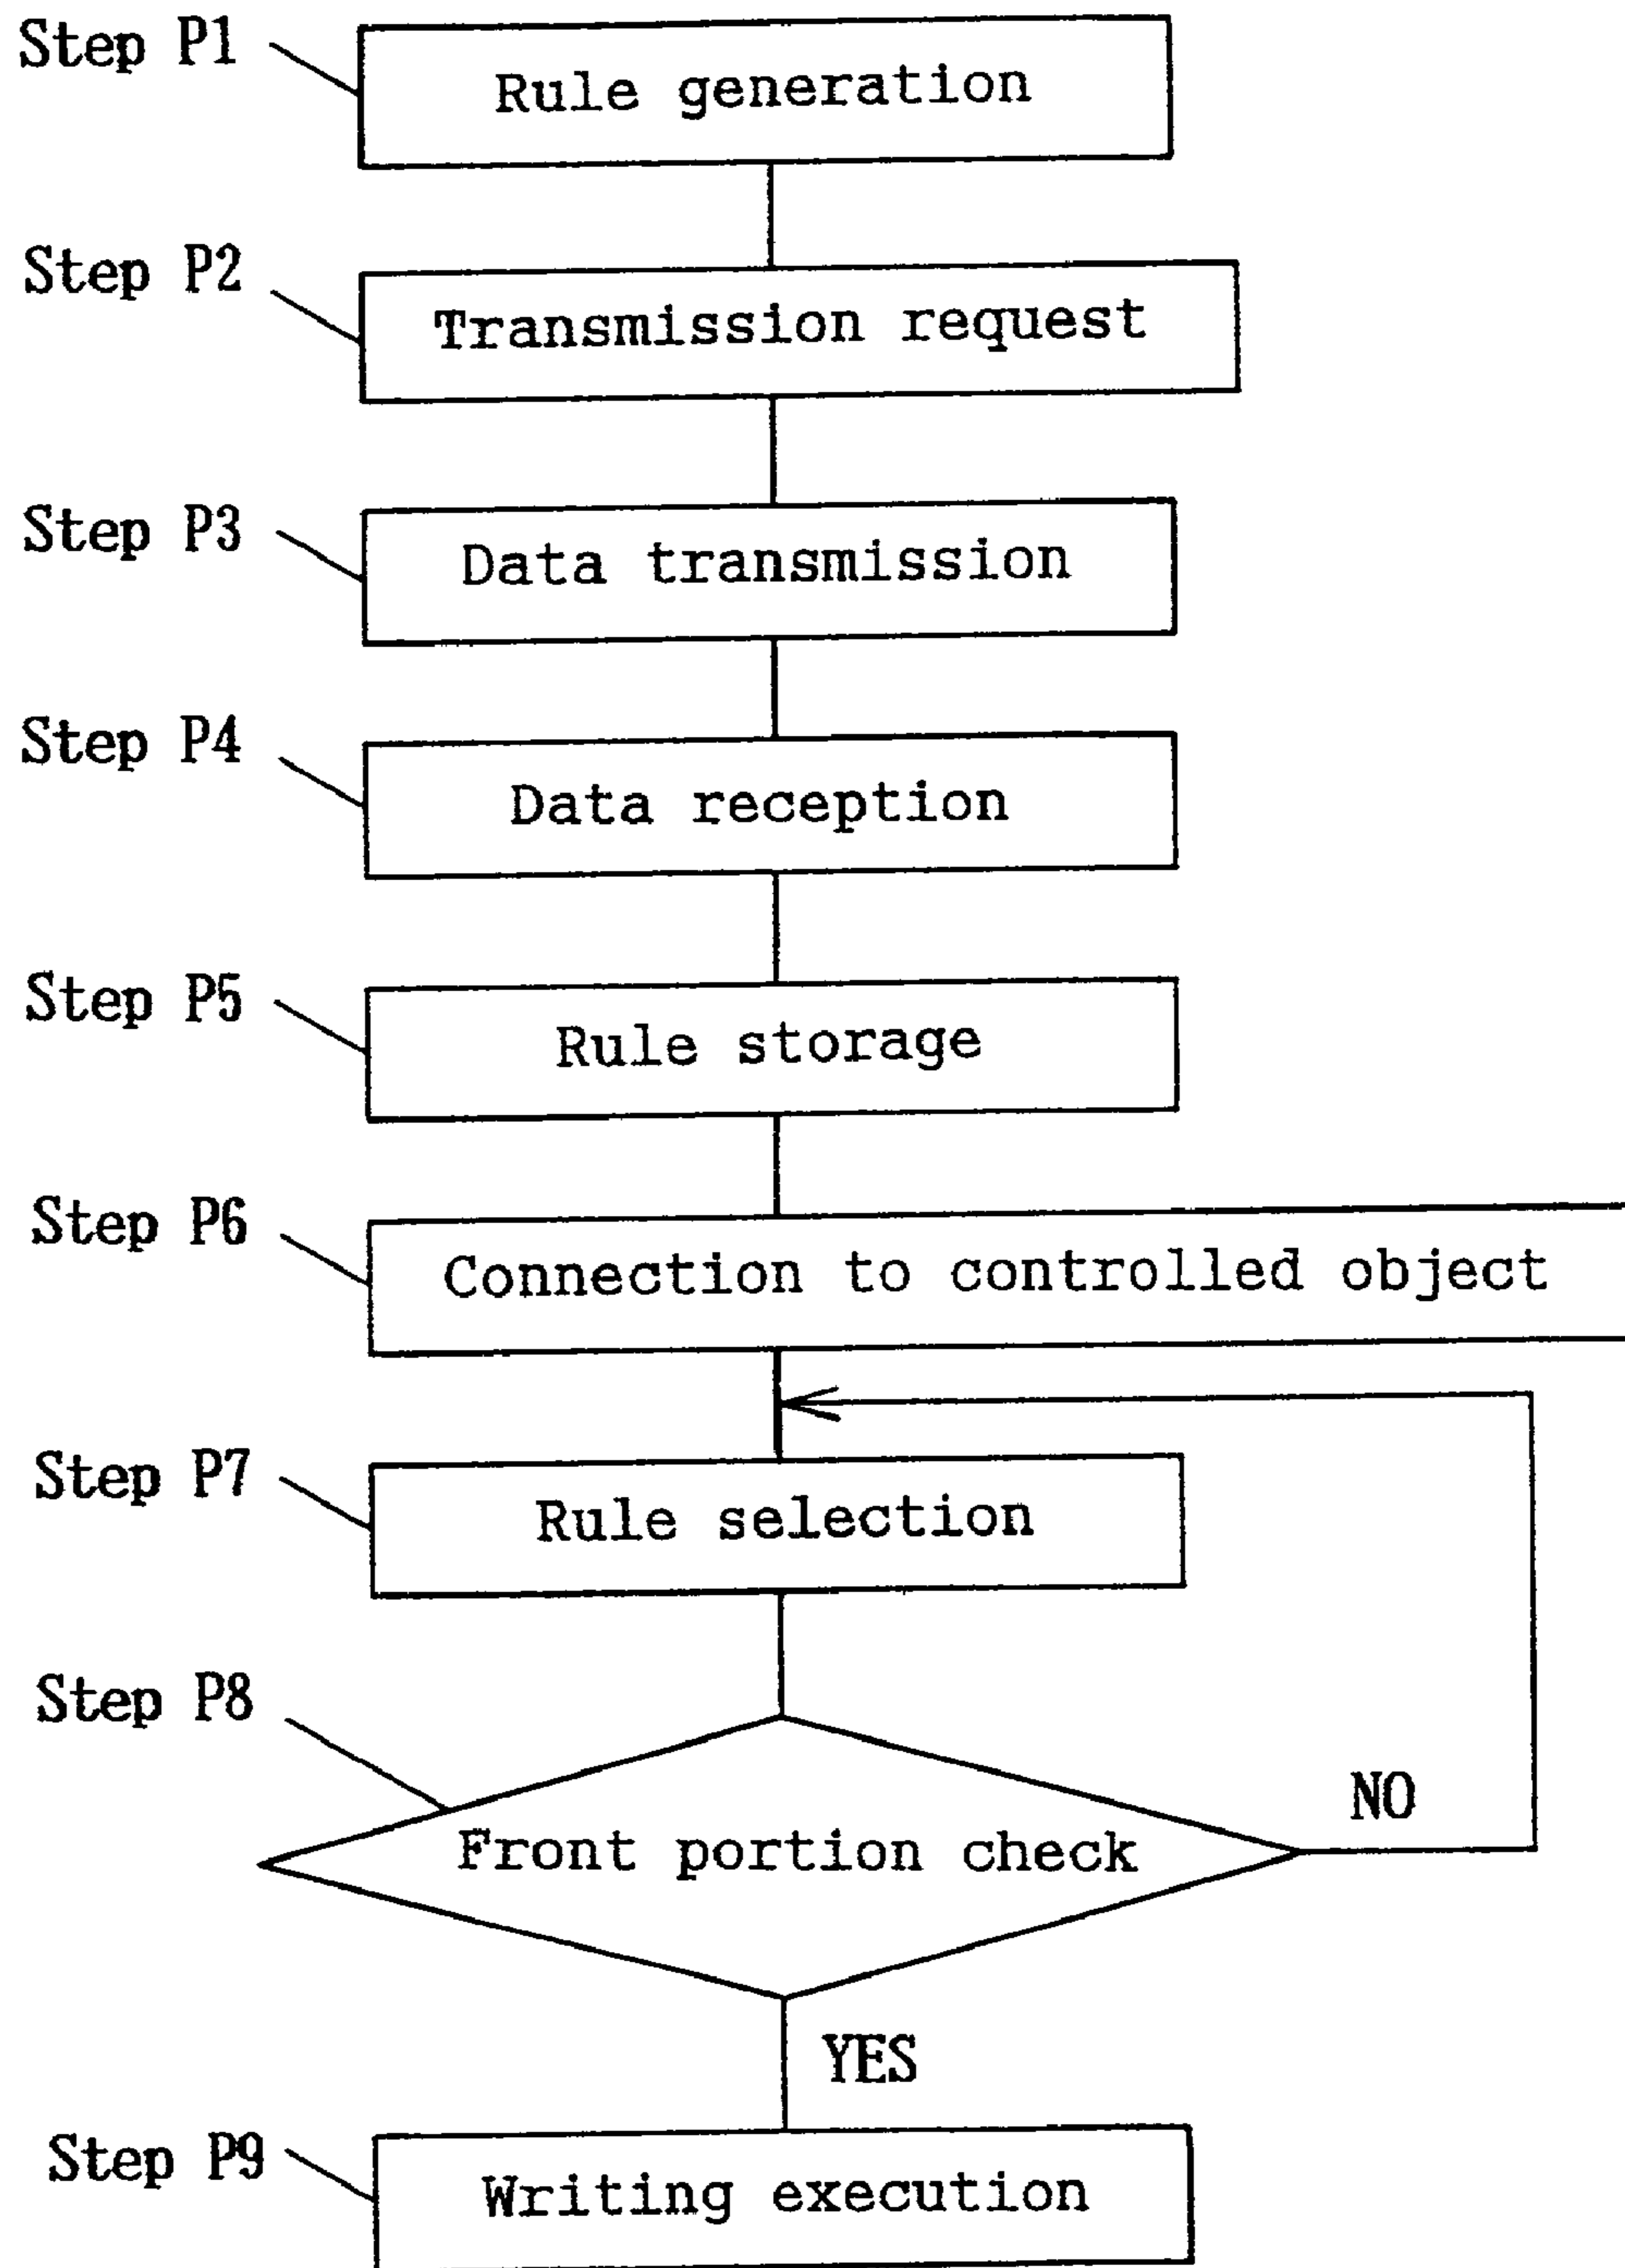 Step P1
Rule generation
Step P2
Transmission request
Step P3
Data transmission
Step P4
Data reception
Step P5
Rule storage
Step P6
Connection to controlled object
Step P7
Rule selection
Step P8
Front portion check
NO
YES
Step P9
Writing execution